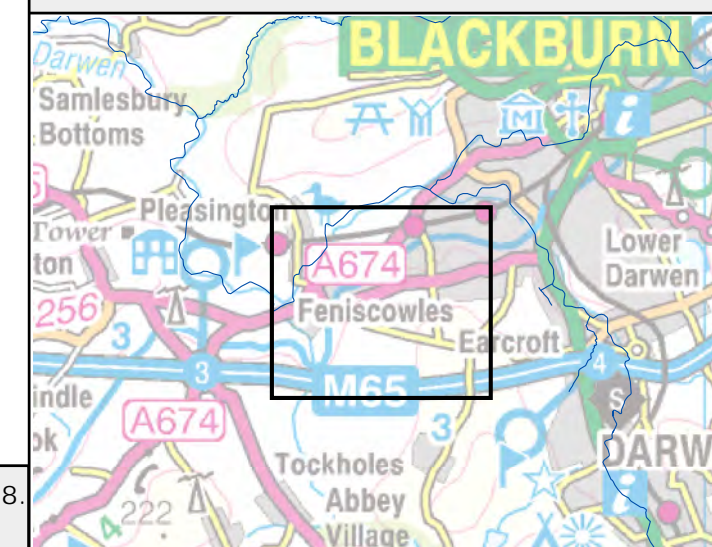 BLACKBURN
Darwen
Samlesbury
Bottoms
M
i
Pleasington
Tower
ton
A674
Lower
Darwen
256
Feniscowles
3
Earcroft
3
4
M65
indle
A674
3
S
ok
DARW
Tockholes
8.
222
4
Abbey
Village
i